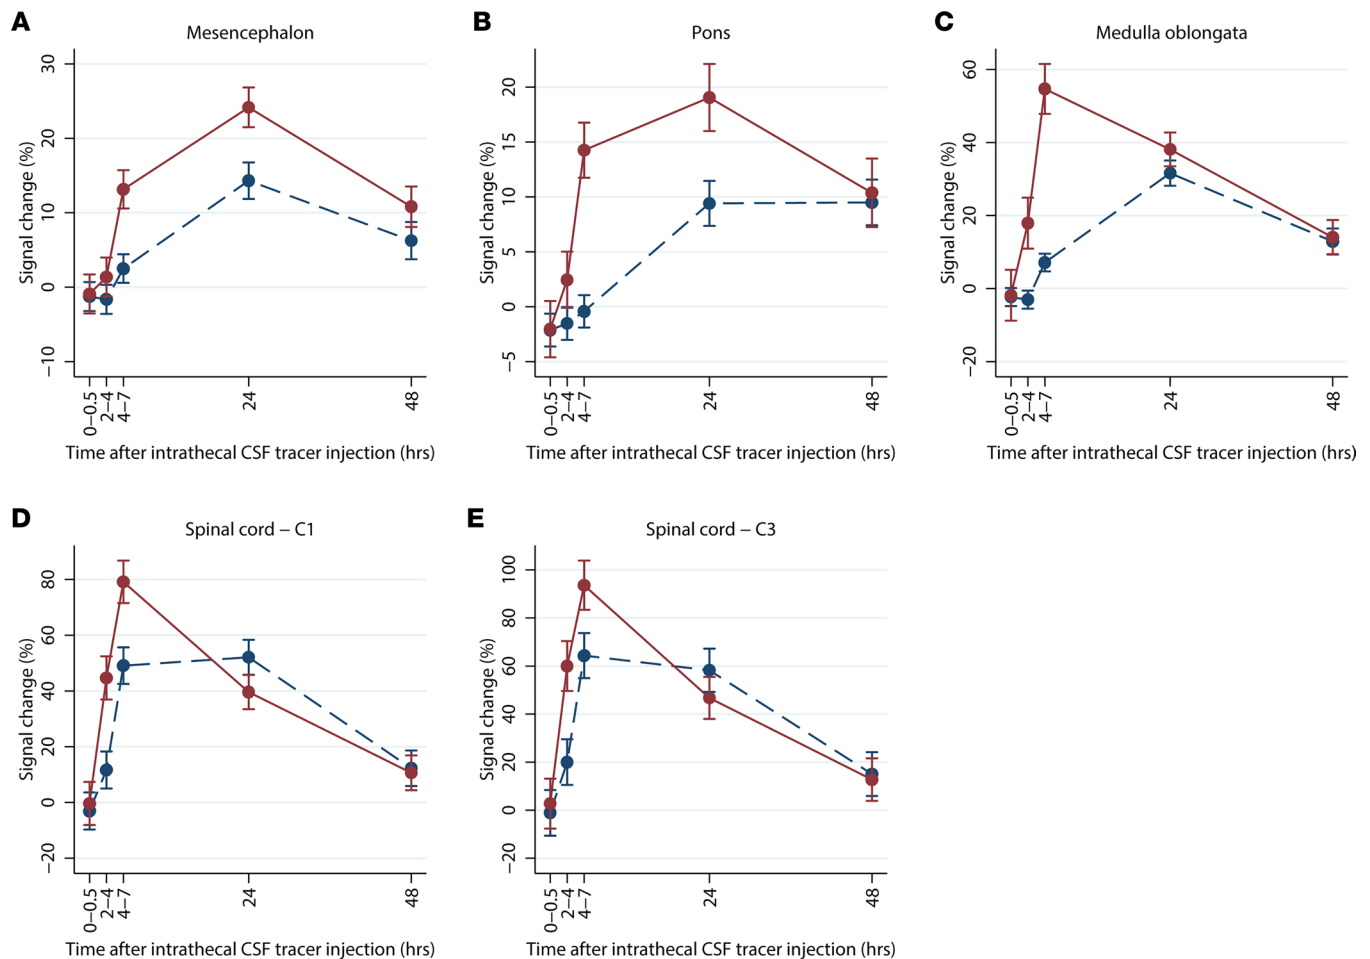 A
Mesencephalon
Signal change (%)
30
20
10
0
−10
0−0.5
2−4
4−7
24
48
Time after intrathecal CSF tracer injection (hrs)
B
Pons
Signal change (%)
20
15
10
5
0
−5
0−0.5
2−4
4−7
24
48
Time after intrathecal CSF tracer injection (hrs)
C
Medulla oblongata
Signal change (%)
60
40
20
0
−20
0−0.5
2−4
4−7
24
48
Time after intrathecal CSF tracer injection (hrs)
D
Spinal cord − C1
Signal change (%)
80
60
40
20
0
−20
0−0.5
2−4
4−7
24
48
Time after intrathecal CSF tracer injection (hrs)
E
Spinal cord − C3
Signal change (%)
100
80
60
40
20
0
−20
0−0.5
2−4
4−7
24
48
Time after intrathecal CSF tracer injection (hrs)